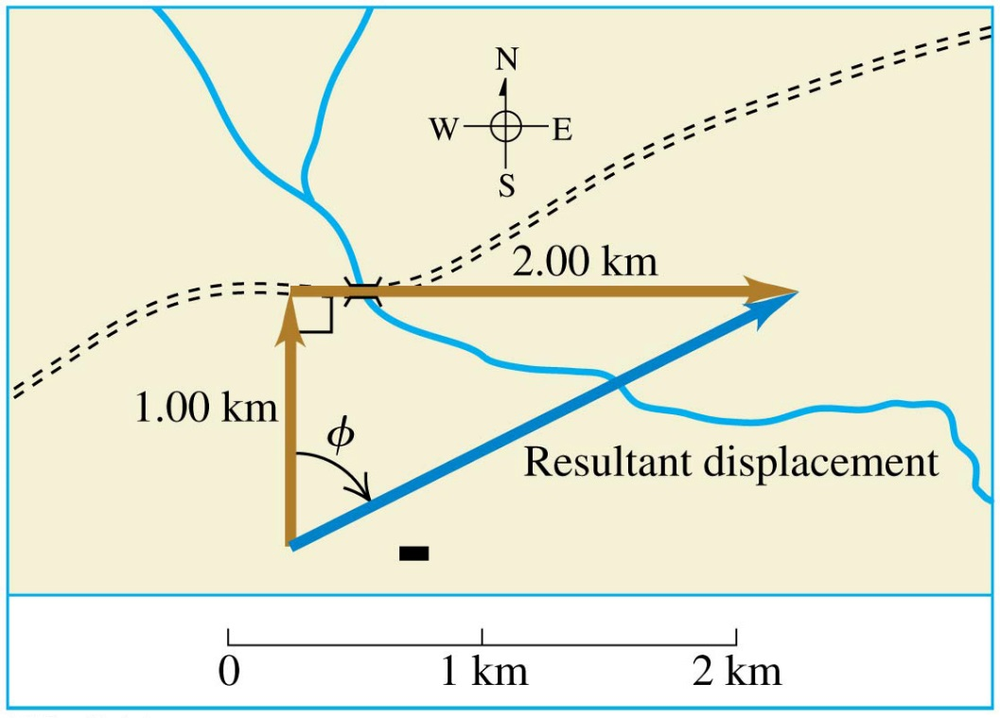 N
W E
S
2.00 km
1.00 km
ϕ
Resultant displacement
0 1 km 2 km